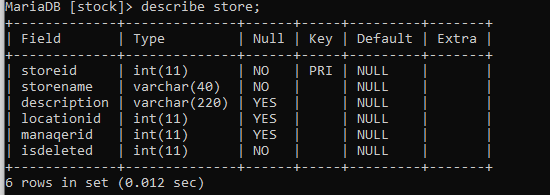 MariaDB [stock]> describe store;
+-------------+--------------+------+-----+---------+-------+
| Field       | Type         | Null | Key | Default | Extra |
+-------------+--------------+------+-----+---------+-------+
| storeid     | int(11)      | NO   | PRI | NULL    |       |
| storename   | varchar(40)  | NO   |     | NULL    |       |
| description | varchar(220) | YES  |     | NULL    |       |
| locationid  | int(11)      | YES  |     | NULL    |       |
| manaqerid   | int(11)      | YES  |     | NULL    |       |
| isdeleted   | int(11)      | NO   |     | NULL    |       |
+-------------+--------------+------+-----+---------+-------+
6 rows in set (0.012 sec)